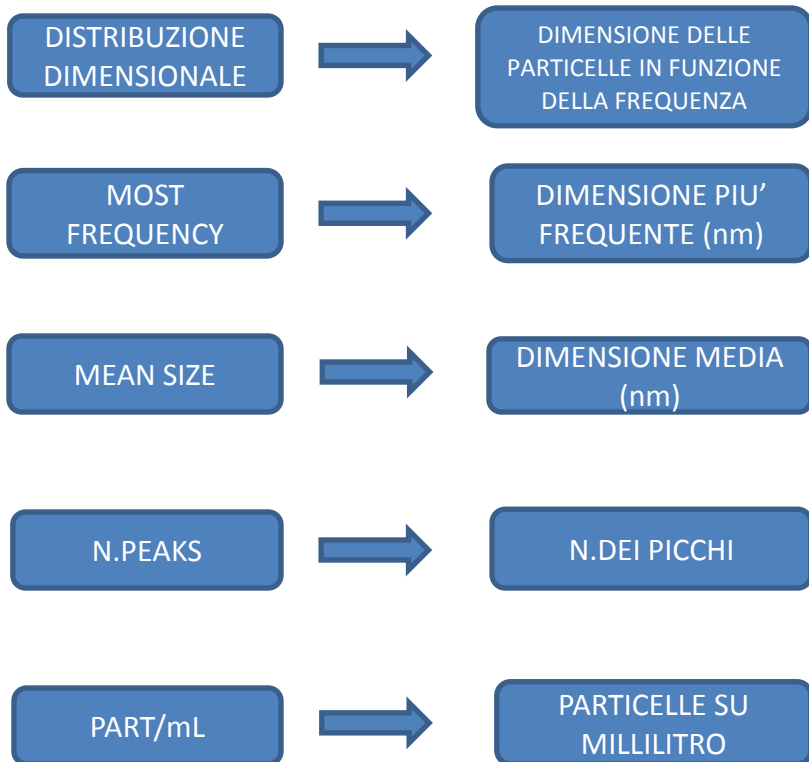 DISTRIBUZIONE
DIMENSIONALE
DIMENSIONE DELLE
PARTICELLE IN FUNZIONE
DELLA FREQUENZA
MOST
FREQUENCY
DIMENSIONE PIU’
FREQUENTE (nm)
MEAN SIZE
DIMENSIONE MEDIA
(nm)
N.PEAKS
N.DEI PICCHI
PART/mL
PARTICELLE SU
MILLILITRO